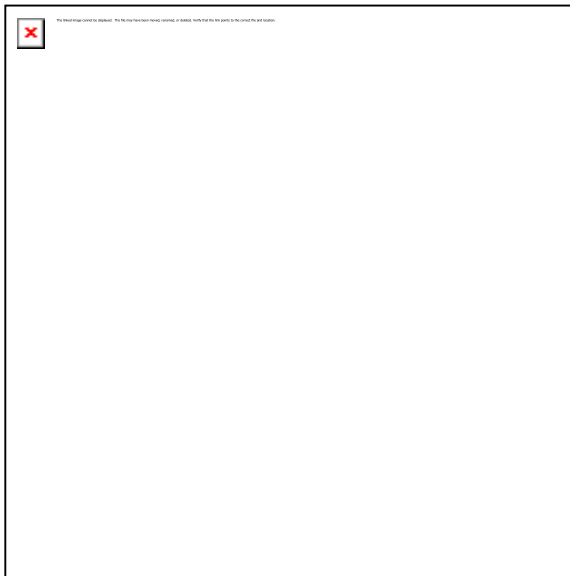 The linked image cannot be displayed. The file may have been moved, renamed, or deleted. Verify that the link points to the correct file and location.